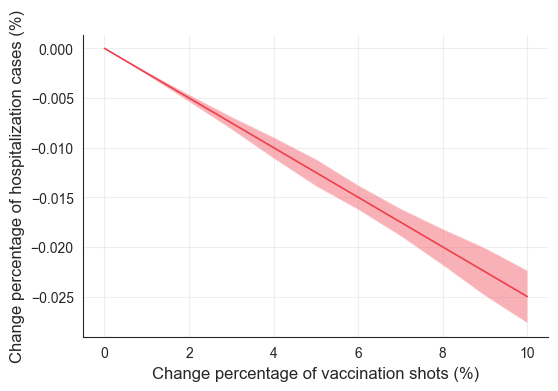 Change percentage of hospitalization cases (%)
0.000
−0.005
−0.010
−0.015
−0.020
−0.025
0 2 4 6 8 10
Change percentage of vaccination shots (%)